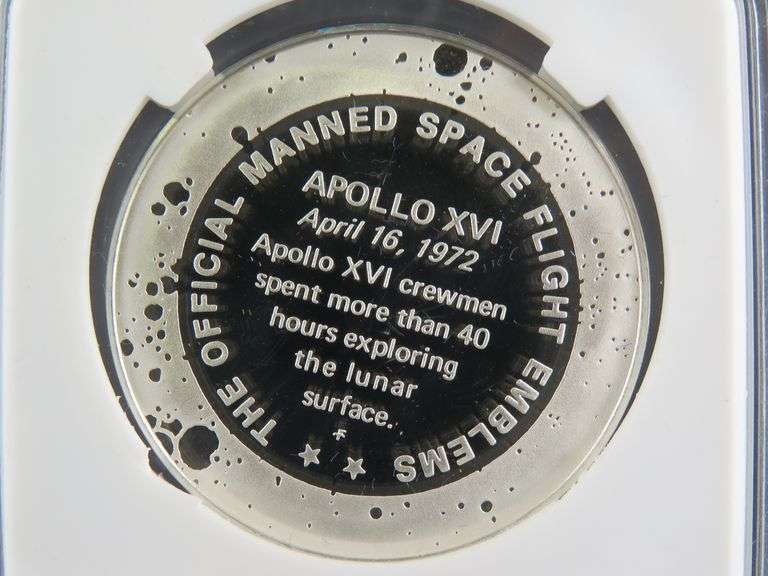 THE OFFICIAL MANNED SPACE FLIGHT EMBLEMS
APOLLO XVI
April 16, 1972
Apollo XVI crewmen
spent more than 40
hours exploring
the lunar
surface.